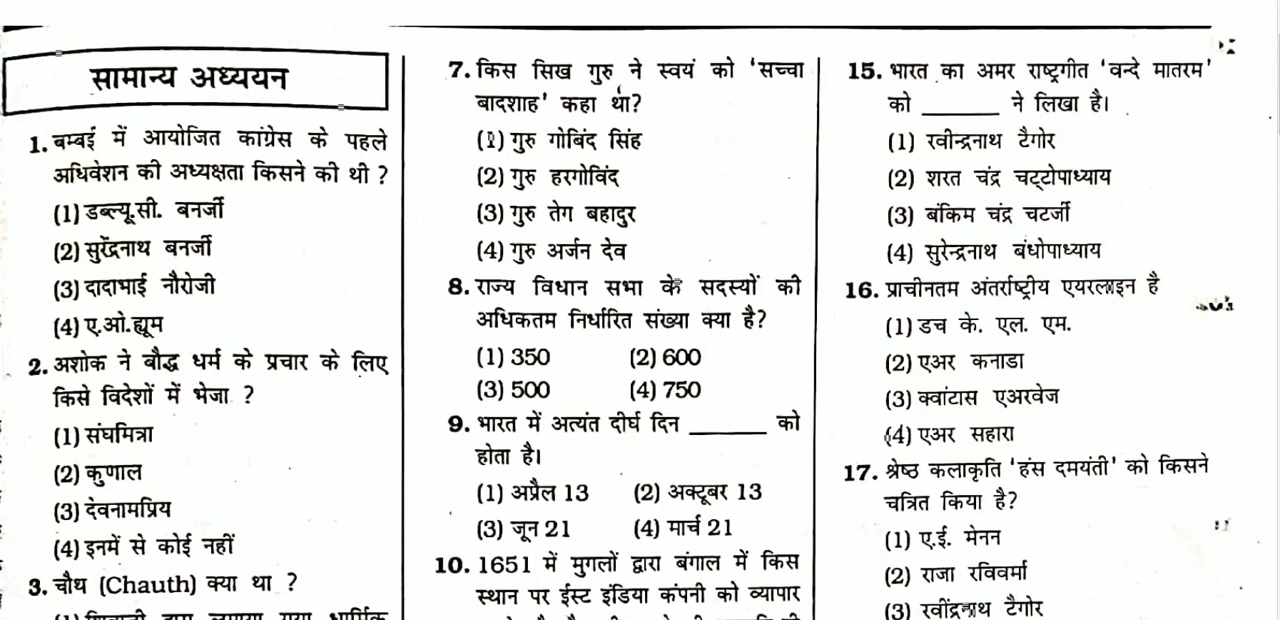 सामान्य अध्ययन
1. बम्बई में आयोजित कांग्रेस के पहले
अधिवेशन की अध्यक्षता किसने की थी ?
(1) डब्ल्यू.सी. बनर्जी
(2) सुरेंद्रनाथ बनर्जी
(3) दादाभाई नौरोजी
(4) ए.ओ.ह्यूम
2. अशोक ने बौद्ध धर्म के प्रचार के लिए
किसे विदेशों में भेजा ?
(1) संघमित्रा
(2) कुणाल
(3) देवनामप्रिय
(4) इनमें से कोई नहीं
3. चौथ (Chauth) क्या था ?
(1) शिवाजी द्वारा लगाया गया धार्मिक
7. किस सिख गुरु ने स्वयं को 'सच्चा
बादशाह' कहा था?
(1) गुरु गोबिंद सिंह
(2) गुरु हरगोविंद
(3) गुरु तेग बहादुर
(4) गुरु अर्जन देव
8. राज्य विधान सभा के सदस्यों की
अधिकतम निर्धारित संख्या क्या है?
(1) 350 (2) 600
(3) 500 (4) 750
9. भारत में अत्यंत दीर्घ दिन ______ को
होता है।
(1) अप्रैल 13 (2) अक्टूबर 13
(3) जून 21 (4) मार्च 21
10. 1651 में मुगलों द्वारा बंगाल में किस
स्थान पर ईस्ट इंडिया कंपनी को व्यापार
15. भारत का अमर राष्ट्रगीत 'वन्दे मातरम'
को ______ ने लिखा है।
(1) रवीन्द्रनाथ टैगोर
(2) शरत चंद्र चट्टोपाध्याय
(3) बंकिम चंद्र चटर्जी
(4) सुरेन्द्रनाथ बंधोपाध्याय
16. प्राचीनतम अंतर्राष्ट्रीय एयरलाइन है
(1) डच के. एल. एम.
(2) एअर कनाडा
(3) क्वांटास एअरवेज
(4) एअर सहारा
17. श्रेष्ठ कलाकृति 'हंस दमयंती' को किसने
चत्रित किया है?
(1) ए.ई. मेनन
(2) राजा रविवर्मा
(3) रवींद्रनाथ टैगोर